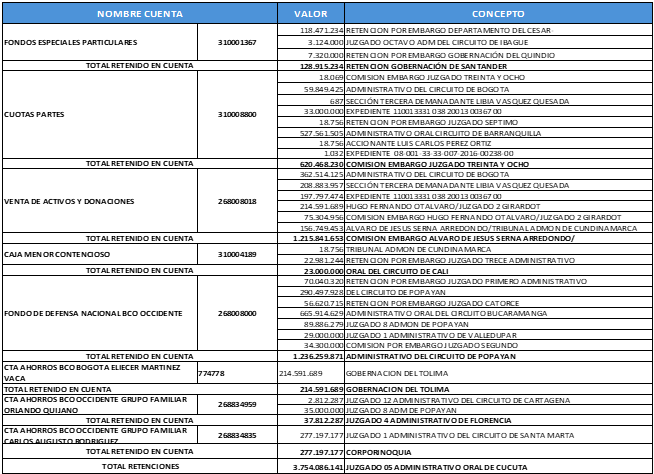 NOMBRE CUENTA VALOR CONCEPTO
118.471.234 RETENCION POR EMBARGO DEPARTAMENTO DEL CESAR
FONDOS ESPECIALES PARTICULARES 310001367 3.124.000 JUZGADO OCTAVO ADM DEL CIRCUITO DE IBAGUE
7.320.000 RETENCION POR EMBARGO GOBERNACIÓN DEL QUINDIO
TOTAL RETENIDO EN CUENTA 128.915.234 RETENCION GOBERNACIÓN DE SANTANDER
18.069 COMISION EMBARGO JUZGADO TREINTA Y OCHO
59.849.425 ADMINISTRATIVO DEL CIRCUITO DE BOGOTA
687 SECCIÓN TERCERA DEMANADANTE LIBIA VASQUEZ QUESADA
CUOTAS PARTES 310008800 33.000.000 EXPEDIENTE 110013331 038 20013 0036700
18.756 RETENCION POR EMBARGO JUZGADO SEPTIMO
527.561.505 ADMINISTRATIVO ORAL CIRCUITO DE BARRANQUILLA
18.756 ACCIONANTE LUIS CARLOS PEREZ ORTIZ
1.032 EXPEDIENTE 08-001-33-33-007-2016-00238-00
TOTAL RETENIDO EN CUENTA 620.468.230 COMISION EMBARGO JUZGADO TREINTA Y OCHO
362.514.125 ADMINISTRATIVO DEL CIRCUITO DE BOGOTA
208.883.957 SECCIÓN TERCERA DEMANADANTE LIBIA VASQUEZ QUESADA
197.797.474 EXPEDIENTE 110013331 038 20013 0036700
VENTA DE ACTIVOS Y DONACIONES 268008018 214.591.689 HUGO FERNANDO OTALVARO/JUZGADO 2 GIRARDOT
75.304.956 COMISION EMBARGO HUGO FERNANDO OTALVARO/JUZGADO 2 GIRARDOT
156.749.453 ALVARO DE JESUS SERNA ARREDONDO/TRIBUNAL ADMON DE CUNDINAMARCA
TOTAL RETENIDO EN CUENTA 1.215.841.653 COMISION EMBARGO ALVARO DE JESUS SERNA ARREDONDO/
CAJA MENOR CONTENCIOSO 310004189 18.756 TRIBUNAL ADMON DE CUNDINAMARCA
22.981.244 RETENCION POR EMBARGO JUZGADO TRECE ADMINISTRATIVO
TOTAL RETENIDO EN CUENTA 23.000.000 ORAL DEL CIRCUITO DE CALI
70.040.320 RETENCION POR EMBARGO JUZGADO PRIMERO ADMINISTRATIVO
290.497.928 DEL CIRCUITO DE POPAYAN
56.620.715 RETENCION POR EMBARGO JUZGADO CATORCE
FONDO DE DEFENSA NACIONAL BCO OCCIDENTE 268008000 665.914.629 ADMINISTRATIVO ORAL DEL CIRCUITO BUCARAMANGA
89.886.279 JUZGADO 8 ADMON DE POPAYAN
29.000.000 JUZGADO 1 ADMINISTRATIVO DE VALLEDUPAR
34.300.000 COMISION POR EMBARGO JUZGADO SEGUNDO
TOTAL RETENIDO EN CUENTA 1.236.259.871 ADMINISTRATIVO DEL CIRCUITO DE POPAYAN
CTA AHORROS BCO BOGOTA ELIECER MARTINEZ
VACA 774778 214.591.689 GOBERNACION DEL TOLIMA
TOTAL RETENIDO EN CUENTA 214.591.689 GOBERNACION DEL TOLIMA
CTA AHORROS BCO OCCIDENTE GRUPO FAMILIAR 268834959 2.812.287 JUZGADO 12 ADMINISTRATIVO DEL CIRCUITO DE CARTAGENA
ORLANDO QUIJANO 35.000.000 JUZGADO 8 ADM DE POPAYAN
TOTAL RETENIDO EN CUENTA 37.812.287 JUZGADO 4 ADMINISTRATIVO DE FLORENCIA
CTA AHORROS BCO OCCIDENTE GRUPO FAMILIAR
CARLOS AUGUSTO RODRIGUEZ 268834835 277.197.177 JUZGADO 1 ADMINISTRATIVO DEL CIRCUITO DE SANTA MARTA
TOTAL RETENIDO EN CUENTA 277.197.177 CORPORINOQUIA
TOTAL RETENCIONES 3.754.086.141 JUZGADO 05 ADMINISTRATIVO ORAL DE CUCUTA